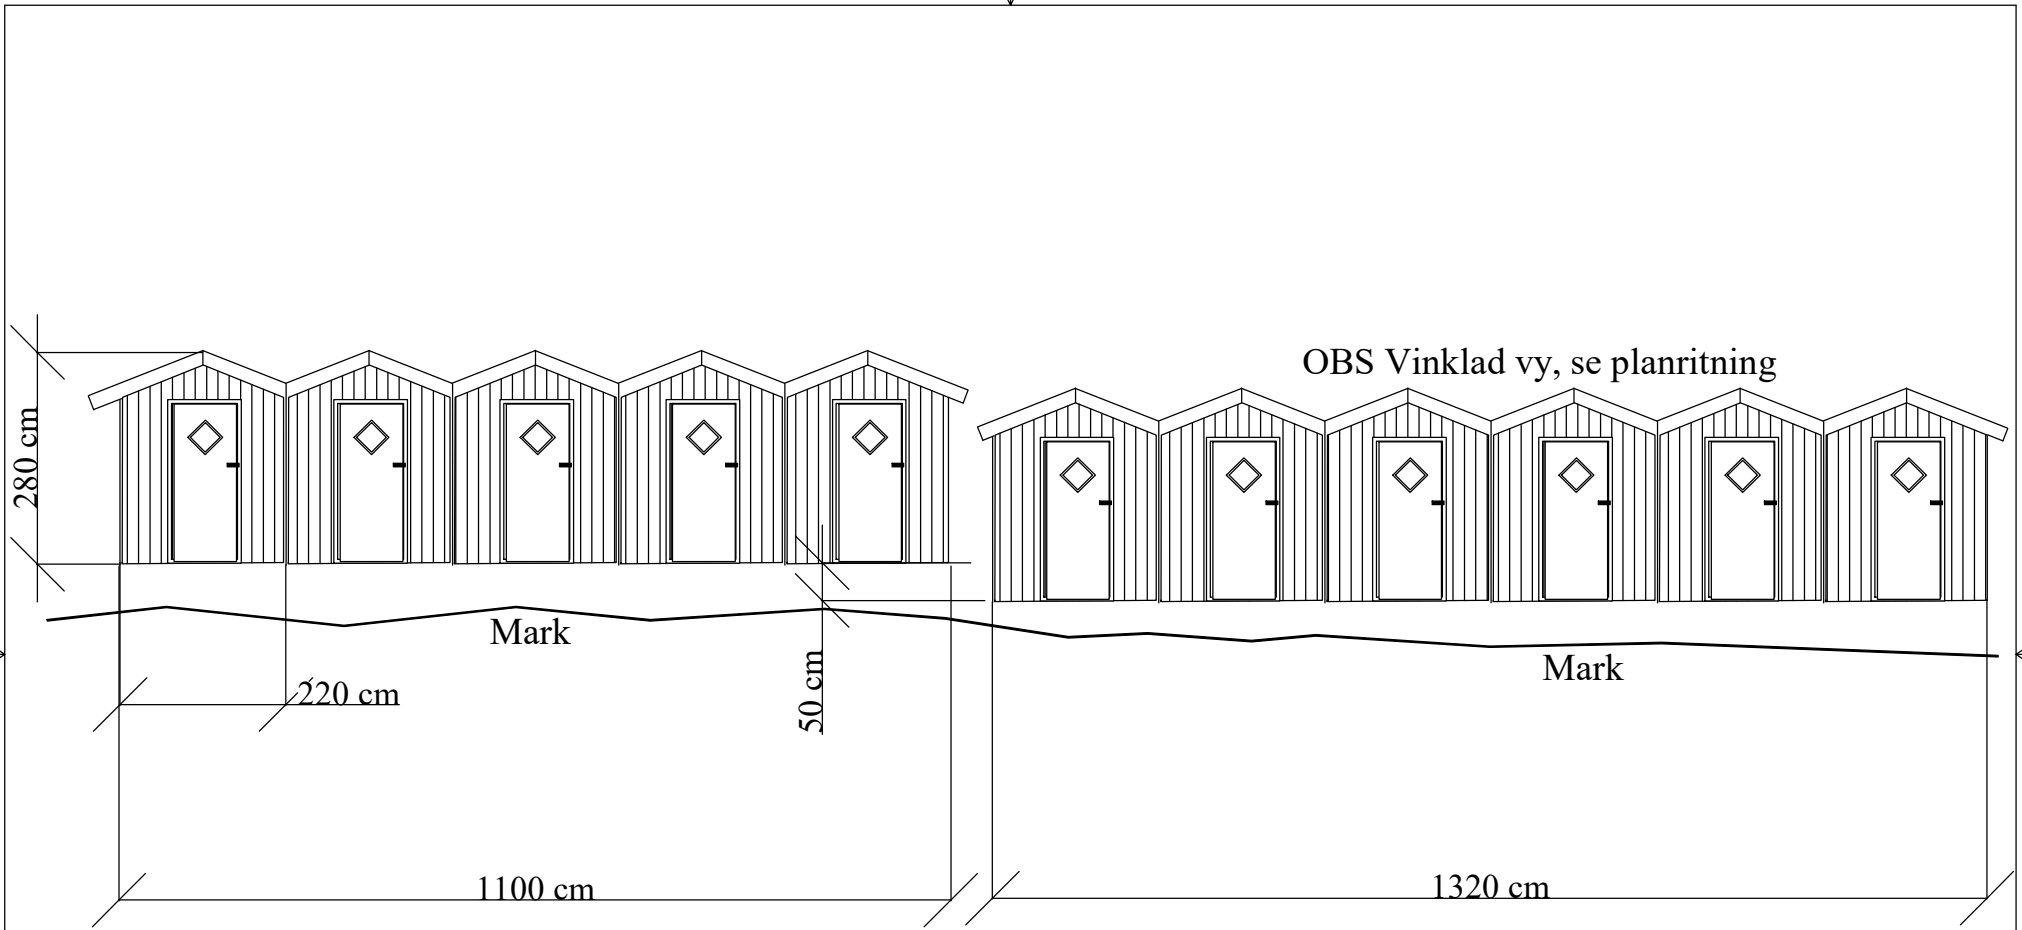 OBS Vinklad vy, se planritning
280 cm
Mark
50 cm
Mark
220 cm
1100 cm
1320 cm